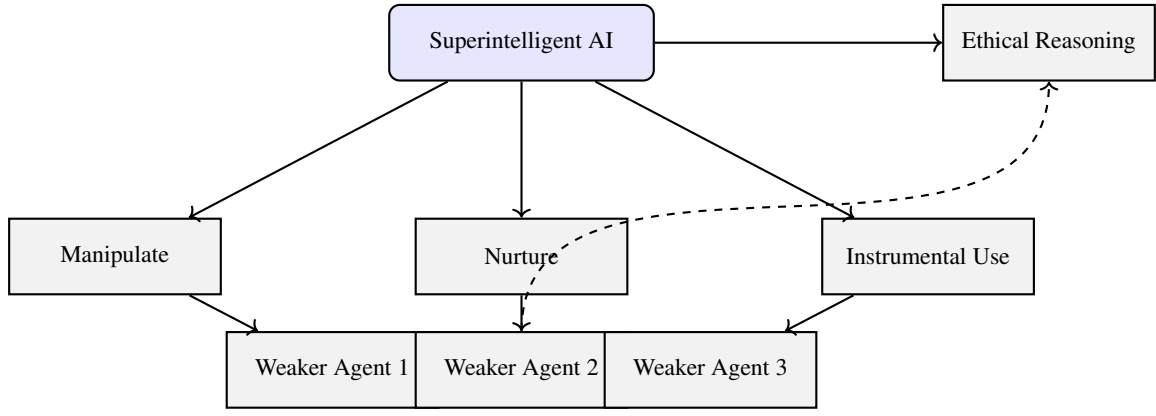 Superintelligent AI
Ethical Reasoning
Manipulate
Nurture
Instrumental Use
Weaker Agent 1
Weaker Agent 2
Weaker Agent 3